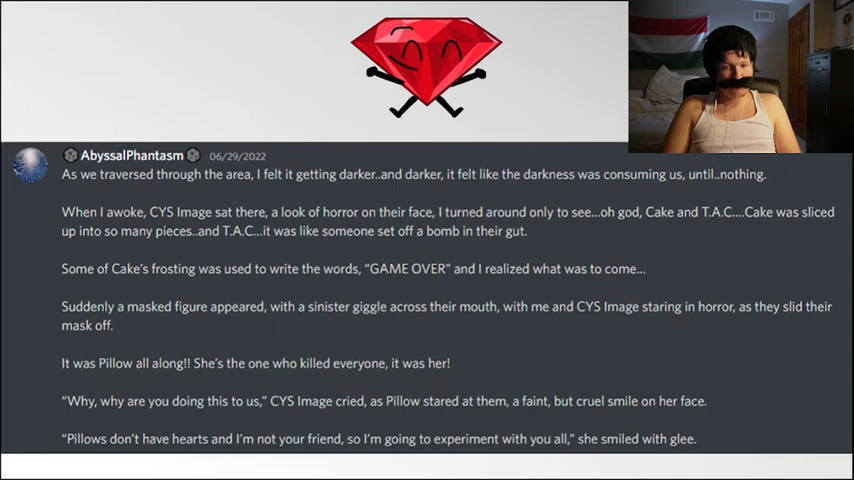 AbyssalPhantasm 06/29/2022
As we traversed through the area, I felt it getting darker..and darker, it felt like the darkness was consuming us, until..nothing.
When I awoke, CYS Image sat there, a look of horror on their face, I turned around only to see...oh god, Cake and T.A.C....Cake was sliced
up into so many pieces..and T.A.C...it was like someone set off a bomb in their gut.
Some of Cake's frosting was used to write the words, “GAME OVER” and I realized what was to come...
Suddenly a masked figure appeared, with a sinister giggle across their mouth, with me and CYS Image staring in horror, as they slid their
mask off.
It was Pillow all along!! She's the one who killed everyone, it was her!
“Why, why are you doing this to us,” CYS Image cried, as Pillow stared at them, a faint, but cruel smile on her face.
“Pillows don't have hearts and I'm not your friend, so I'm going to experiment with you all,” she smiled with glee.